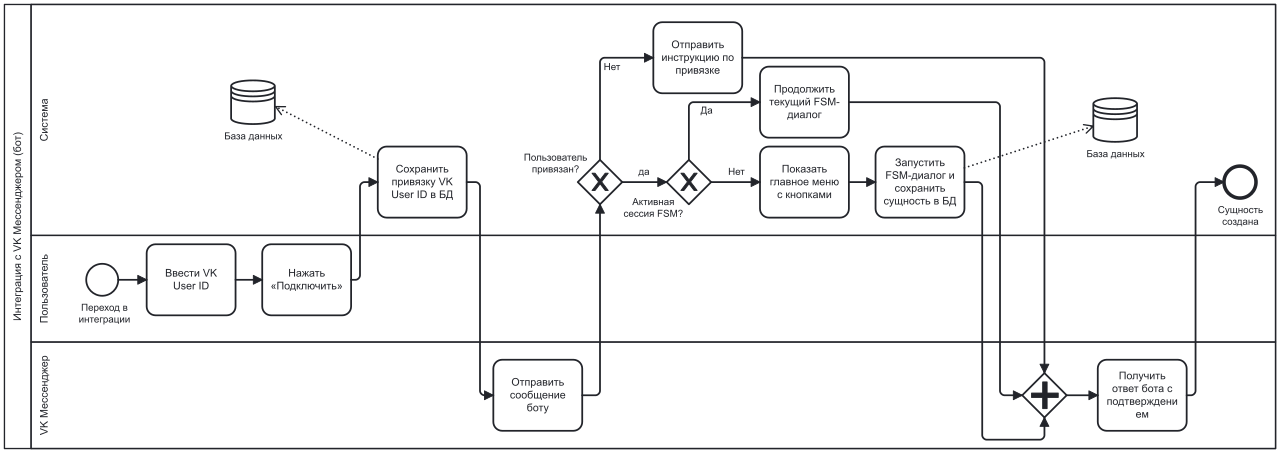 Интеграция с VK Мессенджером (бот)
Система
База данных
Сохранить
привязку VK
User ID в БД
Пользователь
привязан?
Нет
да
Отправить
инструкцию по
привязке
Активная
сессия FSM?
Да
Нет
Продолжить
текущий FSM-
диалог
Показать
главное меню
с кнопками
Запустить
FSM-диалог и
сохранить
сущность в БД
База данных
Сущность
создана
Пользователь
Переход в
интеграции
Ввести VK
User ID
Нажать
«Подключить»
VK Мессенджер
Отправить
сообщение
боту
Получить
ответ бота с
подтверждени
ем